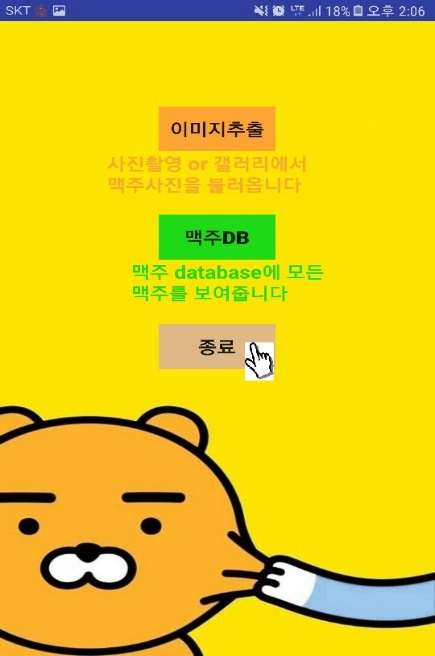 SKT LTE 18% 오후 2:06
이미지추출
사진촬영 or 갤러리에서
맥주사진을 불러옵니다
맥주DB
맥주 database에 모든
맥주를 보여줍니다
종료